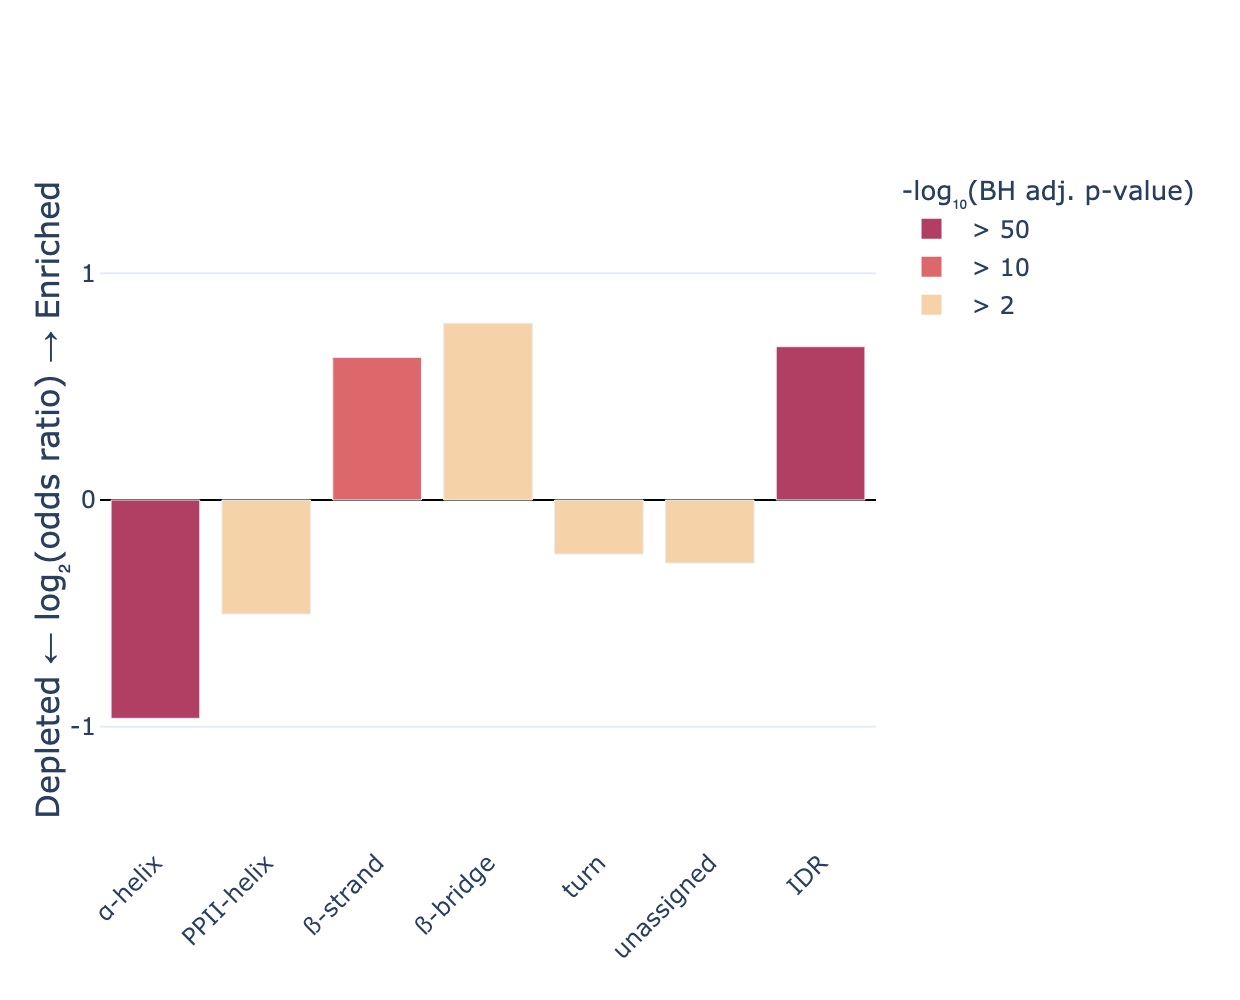 Depleted ← log₂(odds ratio) → Enriched
1
0
-1
α-helix
PPII-helix
β-strand
β-bridge
turn
unassigned
IDR
-log₁₀(BH adj. p-value)
> 50
> 10
> 2